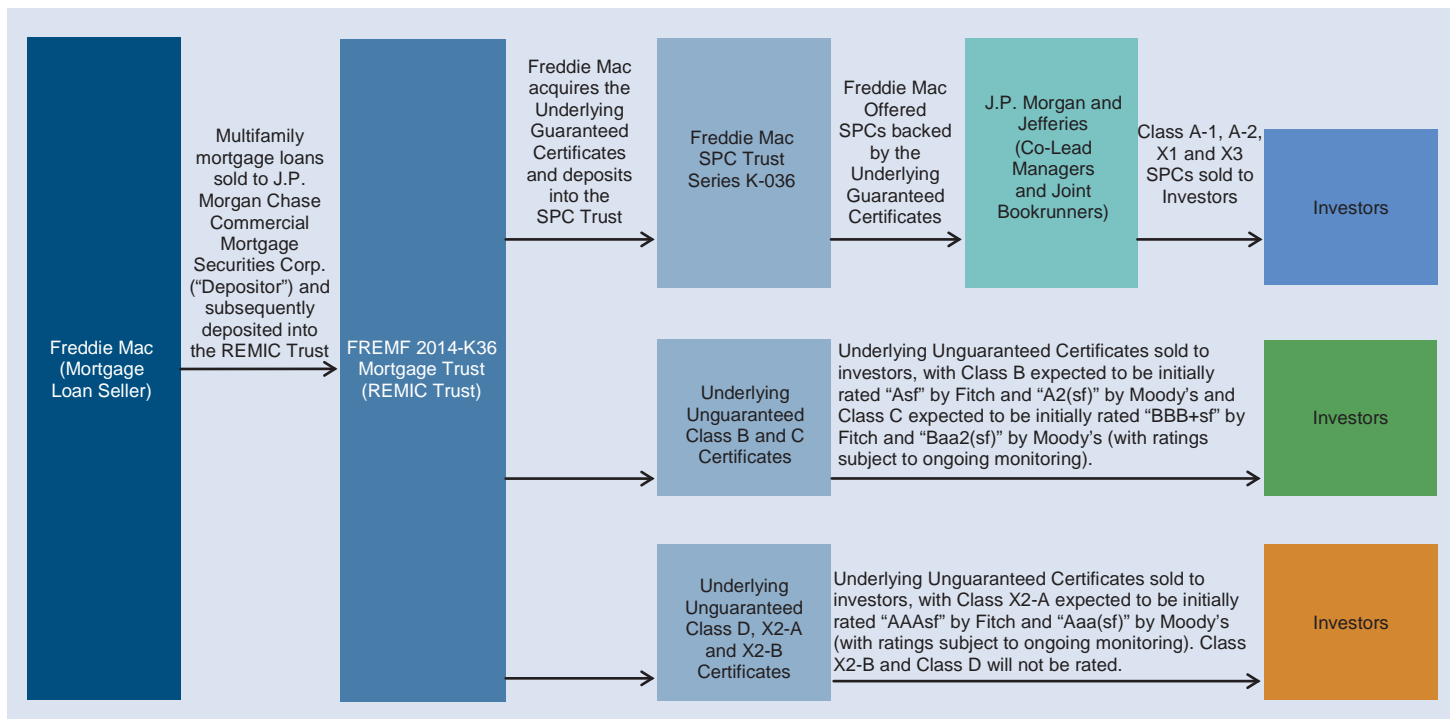 Freddie Mac
(Mortgage
Loan Seller)
Multifamily
mortgage loans
sold to J.P.
Morgan Chase
Commercial
Mortgage
Securities Corp.
(“Depositor”) and
subsequently
deposited into
the REMIC Trust
FREMF 2014-K36
Mortgage Trust
(REMIC Trust)
Freddie Mac
acquires the
Underlying
Guaranteed
Certificates
and deposits
into the
SPC Trust
Freddie Mac
SPC Trust
Series K-036
Freddie Mac
Offered
SPCs backed
by the
Underlying
Guaranteed
Certificates
J.P. Morgan and
Jefferies
(Co-Lead
Managers
and Joint
Bookrunners)
Class A-1, A-2,
X1 and X3
SPCs sold to
Investors
Investors
Underlying
Unguaranteed
Class B and C
Certificates
Underlying Unguaranteed Certificates sold to
investors, with Class B expected to be initially
rated “Asf” by Fitch and “A2(sf)” by Moody’s and
Class C expected to be initially rated “BBB+sf” by
Fitch and “Baa2(sf)” by Moody’s (with ratings
subject to ongoing monitoring).
Investors
Underlying
Unguaranteed
Class D, X2-A
and X2-B
Certificates
Underlying Unguaranteed Certificates sold to
investors, with Class X2-A expected to be initially
rated “AAAsf” by Fitch and “Aaa(sf)” by Moody’s
(with ratings subject to ongoing monitoring). Class
X2-B and Class D will not be rated.
Investors